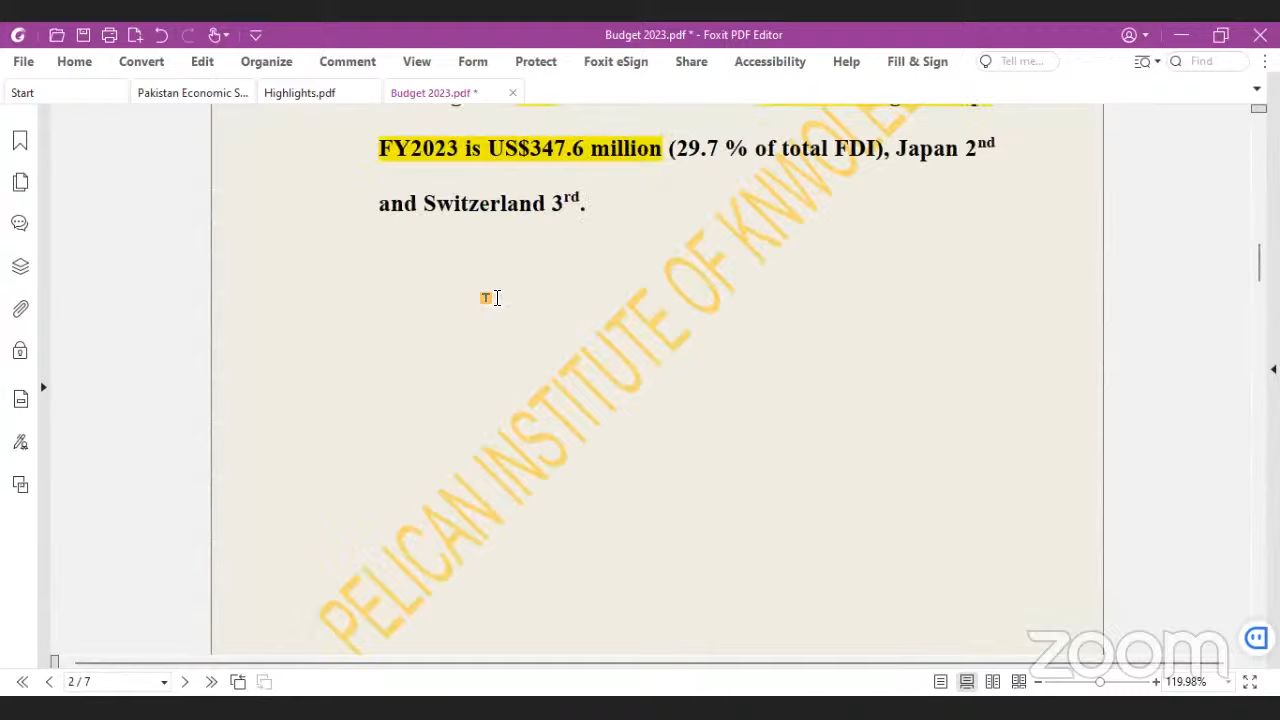 Budget 2023.pdf * - Foxit PDF Editor
File Home Convert Edit Organize Comment View Form Protect Foxit eSign Share Accessibility Help Fill & Sign Tell me... Find
Start Pakistan Economic S... Highlights.pdf Budget 2023.pdf *
FY2023 is US$347.6 million (29.7 % of total FDI), Japan 2nd
and Switzerland 3rd.
T
PELICAN INSTITUTE OF KNWOLE
zoom
2 / 7 119.98%